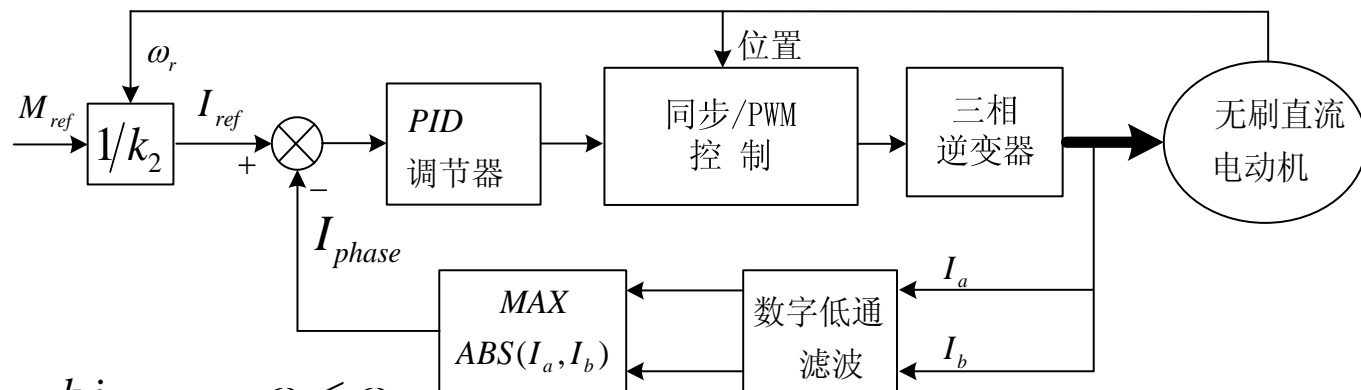 位置
ω_r
M_ref
1/k_2
I_ref
+
−
PID
调节器
同步/PWM
控 制
三相
逆变器
无刷直流
电动机
I_phase
MAX
ABS(I_a,I_b)
数字低通
滤波
I_a
I_b